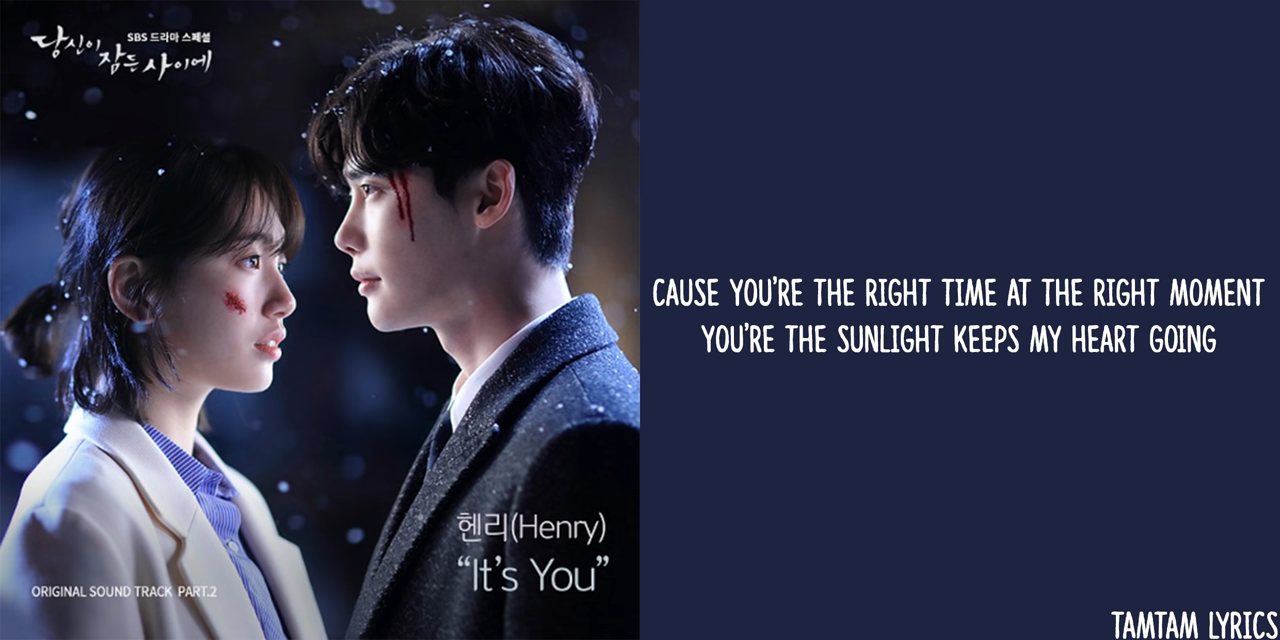 당신이
잠든 사이에
SBS 드라마 스페셜
헨리(Henry)
“It's You”
ORIGINAL SOUND TRACK PART.2
CAUSE YOU'RE THE RIGHT TIME AT THE RIGHT MOMENT
YOU'RE THE SUNLIGHT KEEPS MY HEART GOING
TAMTAM LYRICS